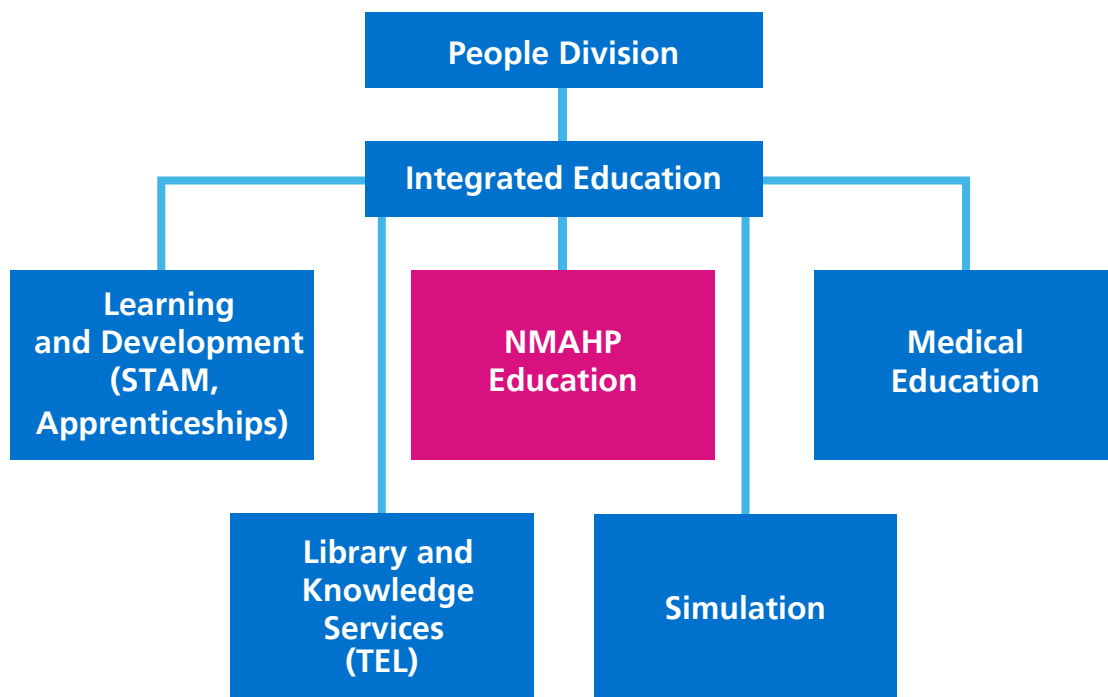 People Division
Integrated Education
Learning
and Development
(STAM,
Apprenticeships)
NMAHP
Education
Medical
Education
Library and
Knowledge
Services
(TEL)
Simulation